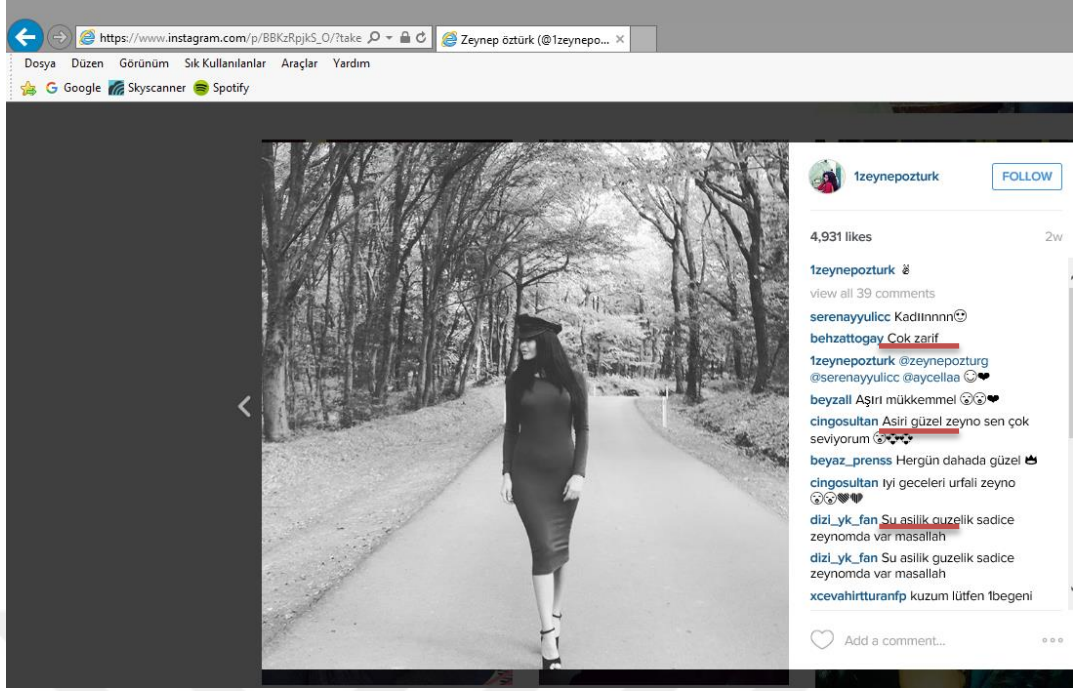 https://www.instagram.com/p/BBKzRpjkS_O/?take
Zeynep öztürk (@1zeynepo...
Dosya Düzen Görünüm Sık Kullanılanlar Araçlar Yardım
Google Skyscanner Spotify
1zeynepozturk FOLLOW
4,931 likes 2w
1zeynepozturk ✌
view all 39 comments
serenayyulicc Kadıınnnn😍
behzattogay Çok zarif
1zeynepozturk @zeynepozturg
@serenayyulicc @aycellaa 😊❤
beyzall Aşırı mükkemmel 😮😮❤
cingosultan Asiri güzel zeyno sen çok
seviyorum
beyaz_prenss Hergün dahada güzel 👑
cingosultan Iyi geceleri urfali zeyno
dizi_yk_fan Su asilik guzelik sadice
zeynomda var masallah
dizi_yk_fan Su asilik guzelik sadice
zeynomda var masallah
xcevahirtturanfp kuzum lütfen 1begeni
Add a comment...